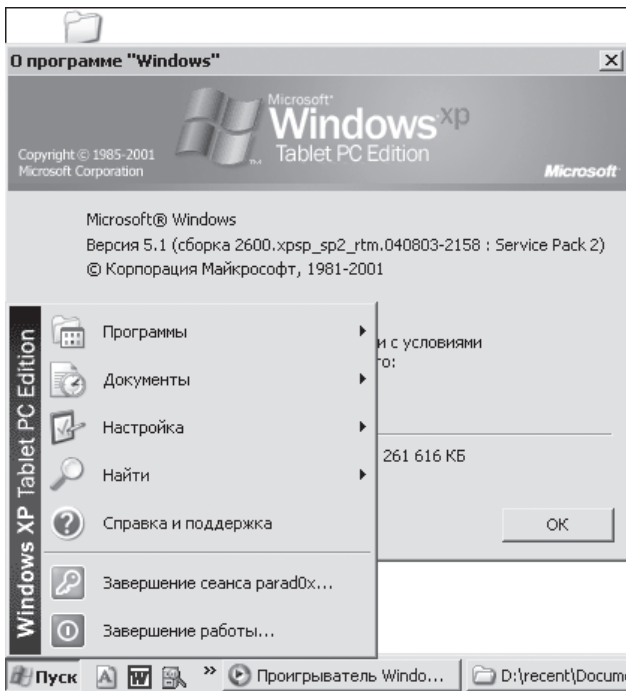 О программе "Windows"
Microsoft®
Windows xp
Tablet PC Edition
Copyright © 1985-2001
Microsoft Corporation
Microsoft
Microsoft® Windows
Версия 5.1 (сборка 2600.xpsp_sp2_rtm.040803-2158 : Service Pack 2)
© Корпорация Майкрософт, 1981-2001
и с условиями
го:
261 616 КБ
ОК
Windows XP Tablet PC Edition
Программы
Документы
Настройка
Найти
Справка и поддержка
Завершение сеанса parad0x...
Завершение работы...
Пуск
» Проигрыватель Windo...
D:\recent\Docum